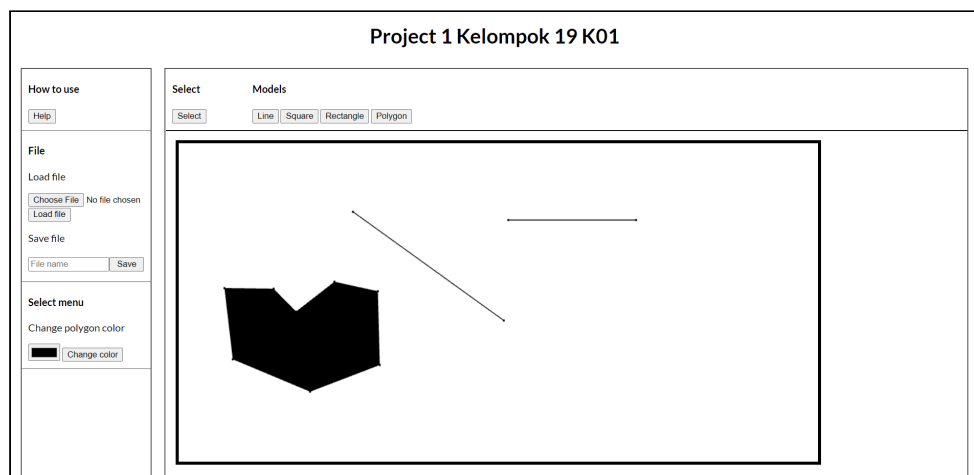 Project 1 Kelompok 19 K01
How to use
Help
File
Load file
Choose File No file chosen
Load file
Save file
File name Save
Select menu
Change polygon color
Change color
Select Models
Select Line Square Rectangle Polygon